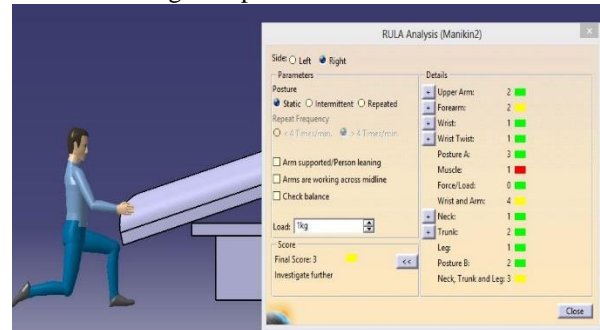 RULA Analysis (Manikin2)
Side: Left Right
Parameters
Posture
Static Intermittent Repeated
Repeat Frequency
< 4 Times/min. > 4 Times/min.
Arm supported/Person leaning
Arms are working across midline
Check balance
Load: 1kg
Score
Final Score: 3
Investigate further
<<
Details
+ Upper Arm: 2
+ Forearm: 2
+ Wrist: 1
+ Wrist Twist: 1
Posture A: 3
Muscle: 1
Force/Load: 0
Wrist and Arm: 4
+ Neck: 1
+ Trunk: 2
Leg: 1
Posture B: 2
Neck, Trunk and Leg: 3
Close